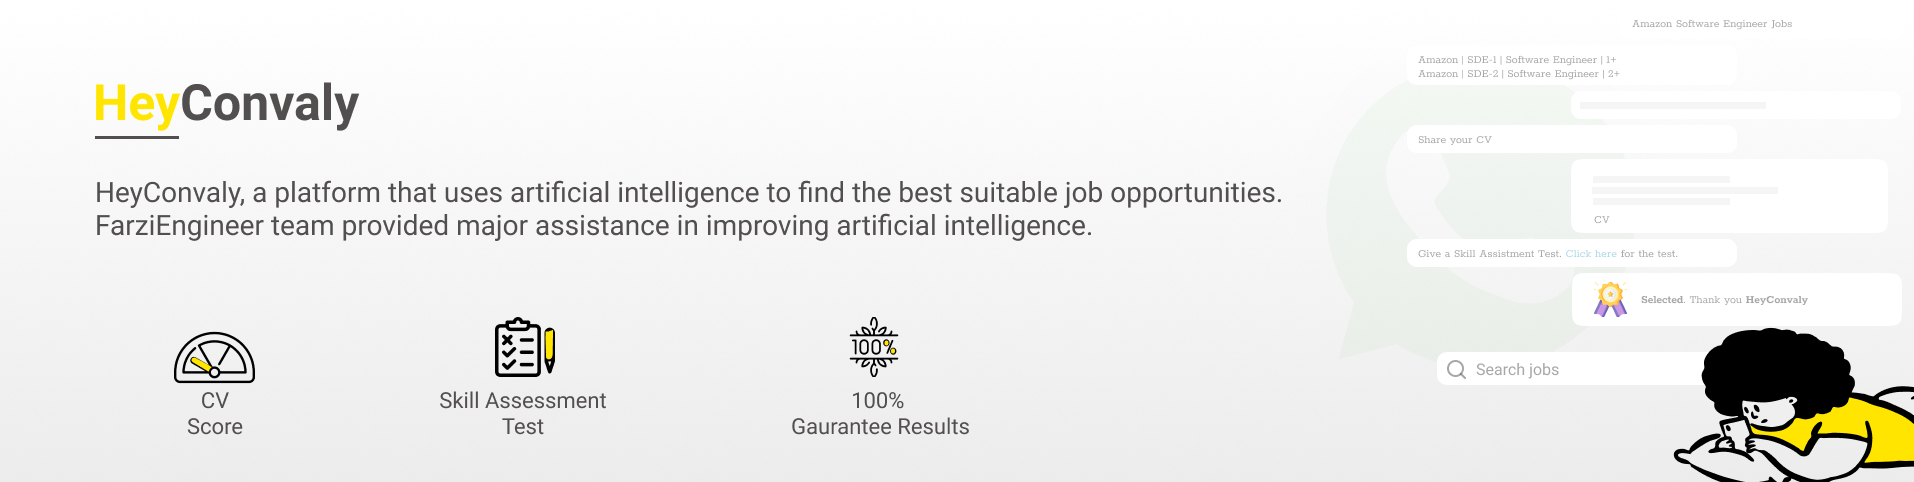 HeyConvaly
HeyConvaly, a platform that uses artificial intelligence to find the best suitable job opportunities.
FarziEngineer team provided major assistance in improving artificial intelligence.
100%
CV
Score
Skill Assessment
Test
100%
Gaurantee Results
Amazon Software Engineer Jobs
Amazon | SDE-1 | Software Engineer | 1+
Amazon | SDE-2 | Software Engineer | 2+
Share your CV
CV
Give a Skill Assistment Test. Click here for the test.
Selected. Thank you HeyConvaly
Search jobs